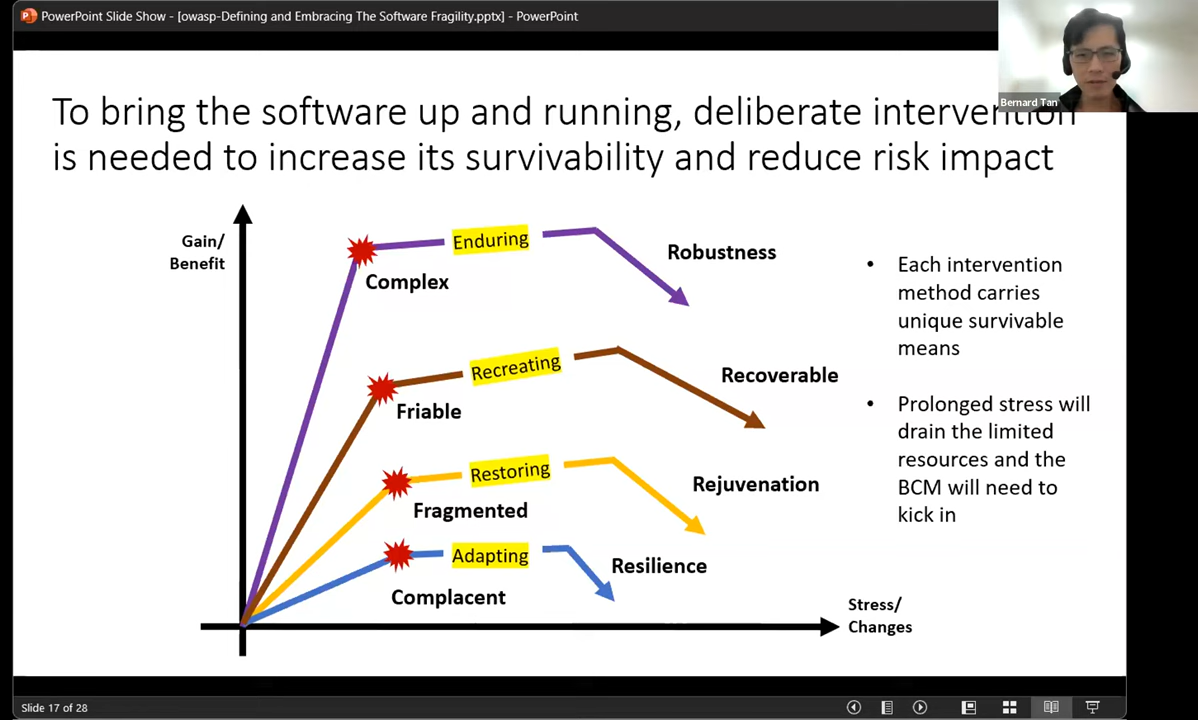 PowerPoint Slide Show - [owasp-Defining and Embracing The Software Fragility.pptx] - PowerPoint
Bernard Tan
To bring the software up and running, deliberate intervention
is needed to increase its survivability and reduce risk impact
Gain/
Benefit
Enduring
Robustness
Complex
Recreating
Recoverable
Friable
Restoring
Rejuvenation
Fragmented
Adapting
Resilience
Complacent
Stress/
Changes
• Each intervention
method carries
unique survivable
means
• Prolonged stress will
drain the limited
resources and the
BCM will need to
kick in
Slide 17 of 28